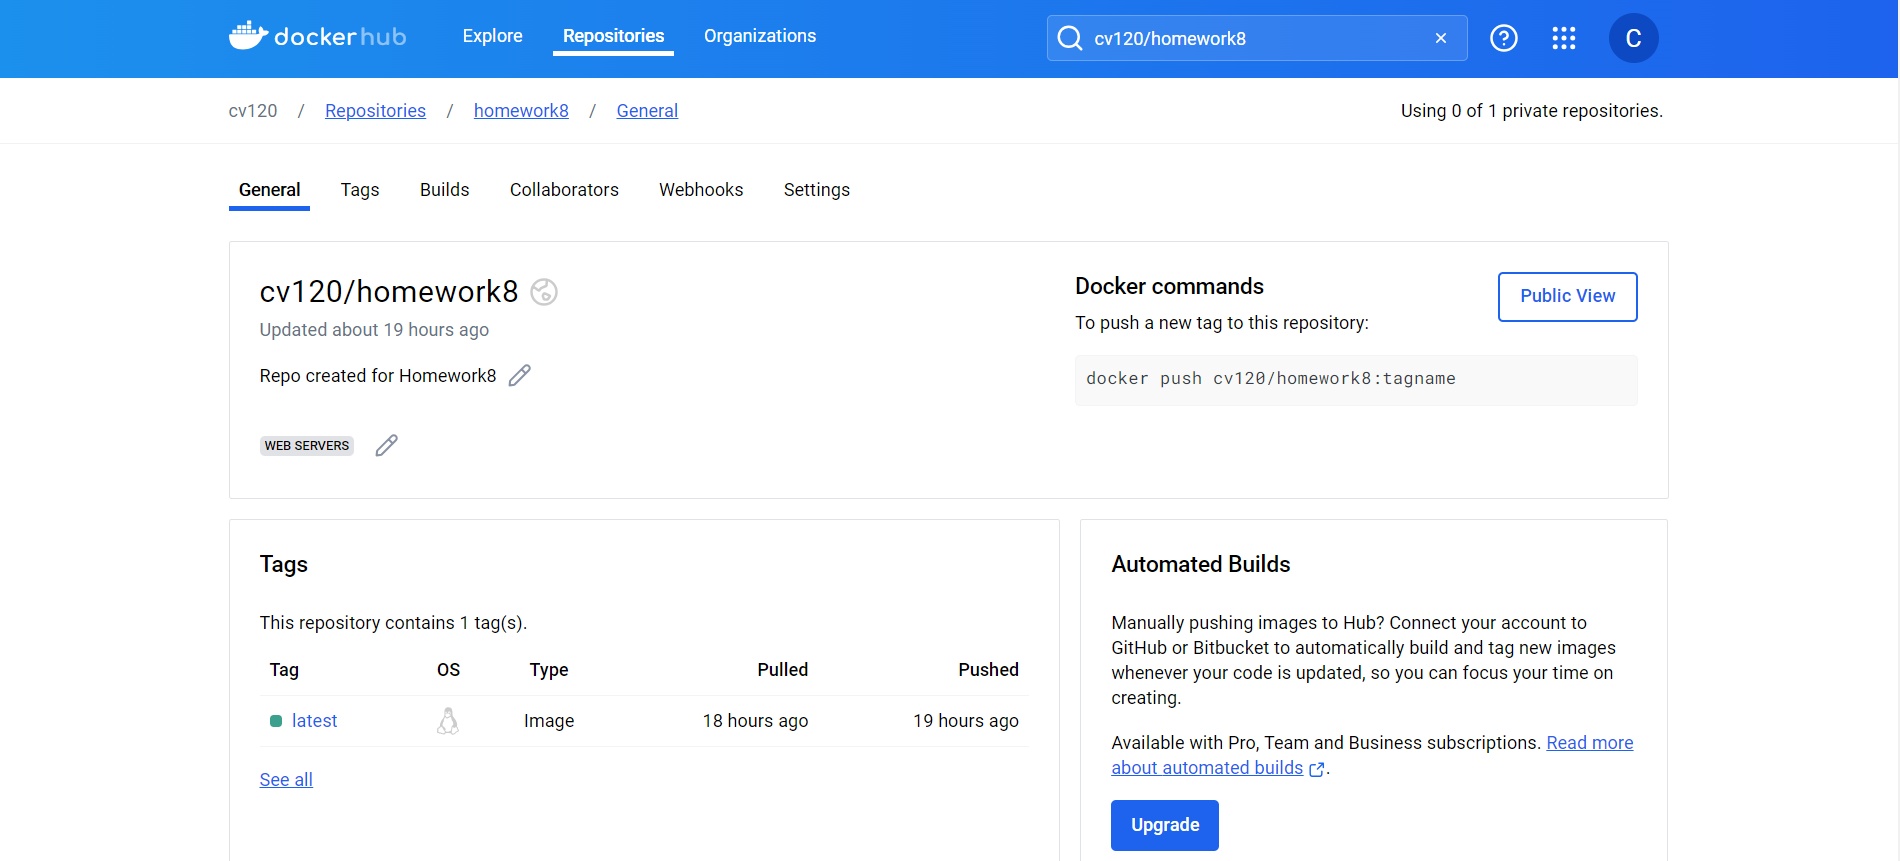 dockerhub Explore Repositories Organizations cv120/homework8 × ? C
cv120 / Repositories / homework8 / General Using 0 of 1 private repositories.
General Tags Builds Collaborators Webhooks Settings
cv120/homework8
Updated about 19 hours ago
Repo created for Homework8
WEB SERVERS
Docker commands
Public View
To push a new tag to this repository:
docker push cv120/homework8:tagname
Tags
This repository contains 1 tag(s).
Tag OS Type Pulled Pushed
latest Image 18 hours ago 19 hours ago
See all
Automated Builds
Manually pushing images to Hub? Connect your account to
GitHub or Bitbucket to automatically build and tag new images
whenever your code is updated, so you can focus your time on
creating.
Available with Pro, Team and Business subscriptions. Read more
about automated builds .
Upgrade